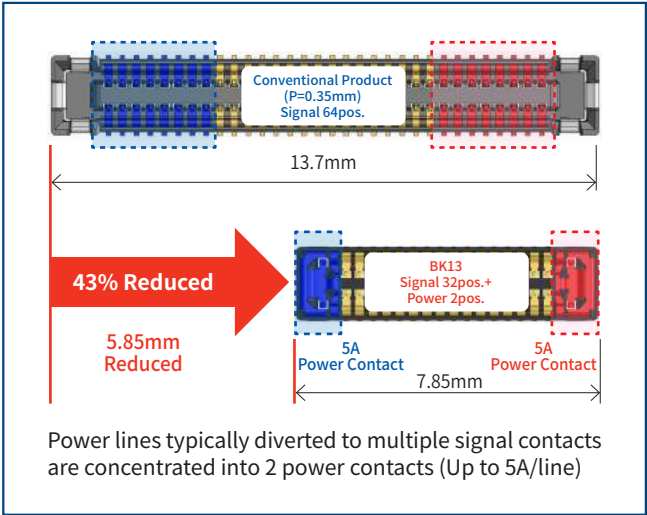 Conventional Product
(P=0.35mm)
Signal 64pos.
13.7mm
43% Reduced
5.85mm
Reduced
BK13
Signal 32pos.+
Power 2pos.
5A
Power Contact
5A
Power Contact
7.85mm
Power lines typically diverted to multiple signal contacts
are concentrated into 2 power contacts (Up to 5A/line)